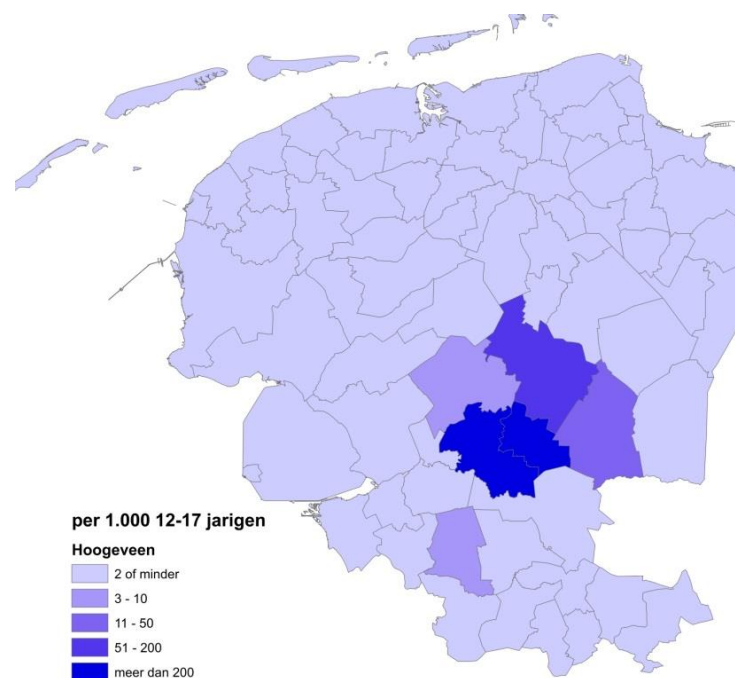 per 1.000 12-17 jarigen
Hoogeveen
2 of minder
3 - 10
11 - 50
51 - 200
meer dan 200